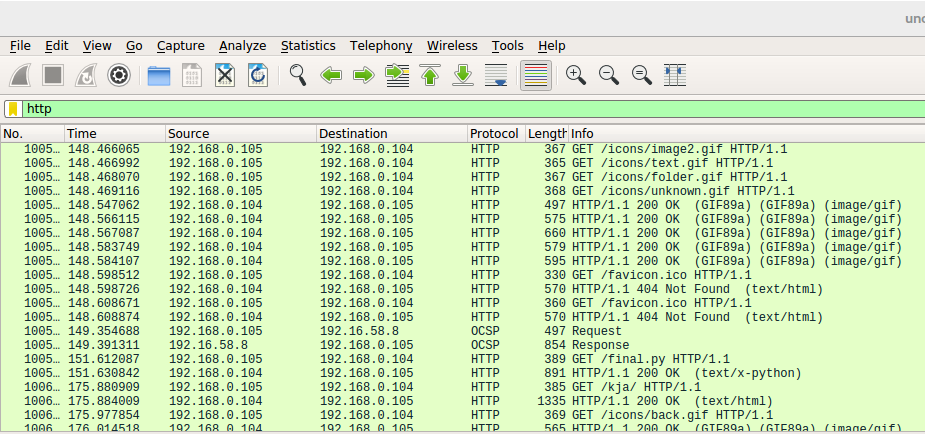 unc
File Edit View Go Capture Analyze Statistics Telephony Wireless Tools Help
http
No. Time Source Destination Protocol Length Info
1005… 148.466065 192.168.0.105 192.168.0.104 HTTP 367 GET /icons/image2.gif HTTP/1.1
1005… 148.466992 192.168.0.105 192.168.0.104 HTTP 365 GET /icons/text.gif HTTP/1.1
1005… 148.468070 192.168.0.105 192.168.0.104 HTTP 367 GET /icons/folder.gif HTTP/1.1
1005… 148.469116 192.168.0.105 192.168.0.104 HTTP 368 GET /icons/unknown.gif HTTP/1.1
1005… 148.547062 192.168.0.104 192.168.0.105 HTTP 497 HTTP/1.1 200 OK (GIF89a) (GIF89a) (image/gif)
1005… 148.566115 192.168.0.104 192.168.0.105 HTTP 575 HTTP/1.1 200 OK (GIF89a) (GIF89a) (image/gif)
1005… 148.567087 192.168.0.104 192.168.0.105 HTTP 660 HTTP/1.1 200 OK (GIF89a) (GIF89a) (image/gif)
1005… 148.583749 192.168.0.104 192.168.0.105 HTTP 579 HTTP/1.1 200 OK (GIF89a) (GIF89a) (image/gif)
1005… 148.584107 192.168.0.104 192.168.0.105 HTTP 595 HTTP/1.1 200 OK (GIF89a) (GIF89a) (image/gif)
1005… 148.598512 192.168.0.105 192.168.0.104 HTTP 330 GET /favicon.ico HTTP/1.1
1005… 148.598726 192.168.0.104 192.168.0.105 HTTP 570 HTTP/1.1 404 Not Found (text/html)
1005… 148.608671 192.168.0.105 192.168.0.104 HTTP 360 GET /favicon.ico HTTP/1.1
1005… 148.608874 192.168.0.104 192.168.0.105 HTTP 570 HTTP/1.1 404 Not Found (text/html)
1005… 149.354688 192.168.0.105 192.16.58.8 OCSP 497 Request
1005… 149.391311 192.16.58.8 192.168.0.105 OCSP 854 Response
1005… 151.612087 192.168.0.105 192.168.0.104 HTTP 389 GET /final.py HTTP/1.1
1005… 151.630842 192.168.0.104 192.168.0.105 HTTP 891 HTTP/1.1 200 OK (text/x-python)
1006… 175.880909 192.168.0.105 192.168.0.104 HTTP 385 GET /kja/ HTTP/1.1
1006… 175.884009 192.168.0.104 192.168.0.105 HTTP 1335 HTTP/1.1 200 OK (text/html)
1006… 175.977854 192.168.0.105 192.168.0.104 HTTP 369 GET /icons/back.gif HTTP/1.1
1006… 176.014518 192.168.0.104 192.168.0.105 HTTP 565 HTTP/1.1 200 OK (GIF89a) (GIF89a) (image/gif)